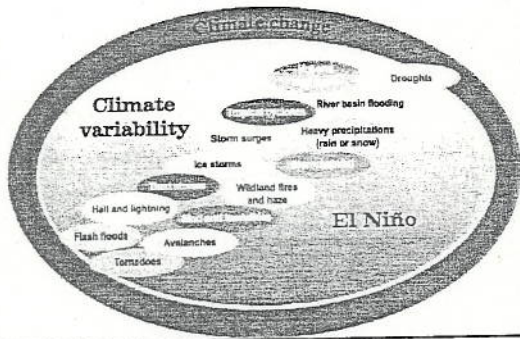 Climate change
Droughts
Climate
variability
River basin flooding
Storm surges
Heavy precipitations
(rain or snow)
Ice storms
Wildland fires
and haze
Hail and lightning
El Niño
Flash floods
Avalanches
Tornadoes